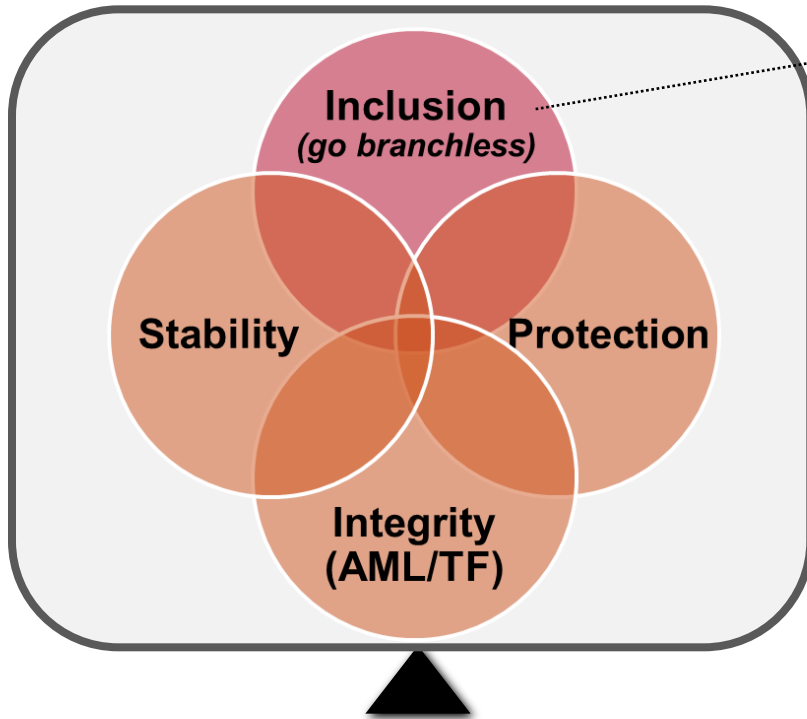 Inclusion
(go branchless)
Stability
Protection
Integrity
(AML/TF)